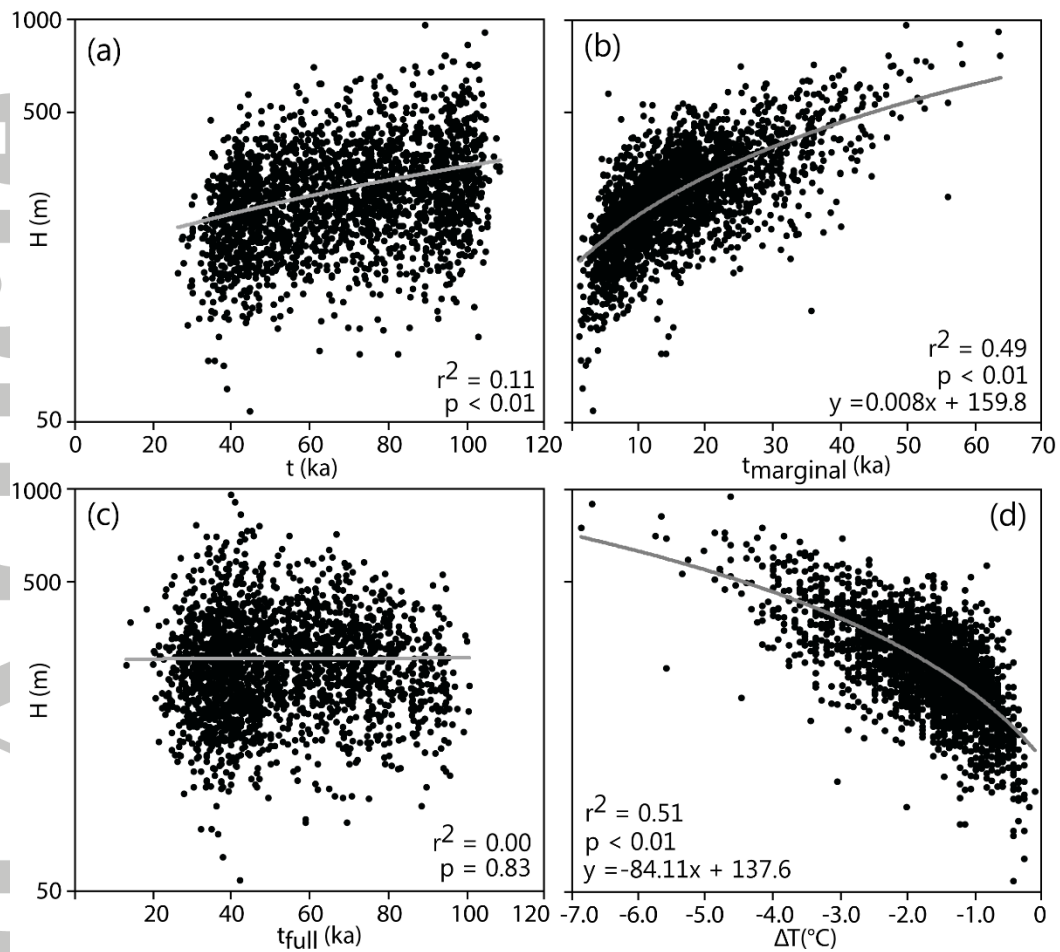 1000
500
50
H (m)
(a)
r2 = 0.11
p < 0.01
0 20 40 60 80 100 120
t (ka)
(b)
r2 = 0.49
p < 0.01
y =0.008x + 159.8
10 20 30 40 50 60 70
tmarginal (ka)
1000
500
50
H (m)
(c)
r2 = 0.00
p = 0.83
20 40 60 80 100 120
tfull (ka)
(d)
r2 = 0.51
p < 0.01
y =-84.11x + 137.6
-7.0 -6.0 -5.0 -4.0 -3.0 -2.0 -1.0 0
ΔT(°C)